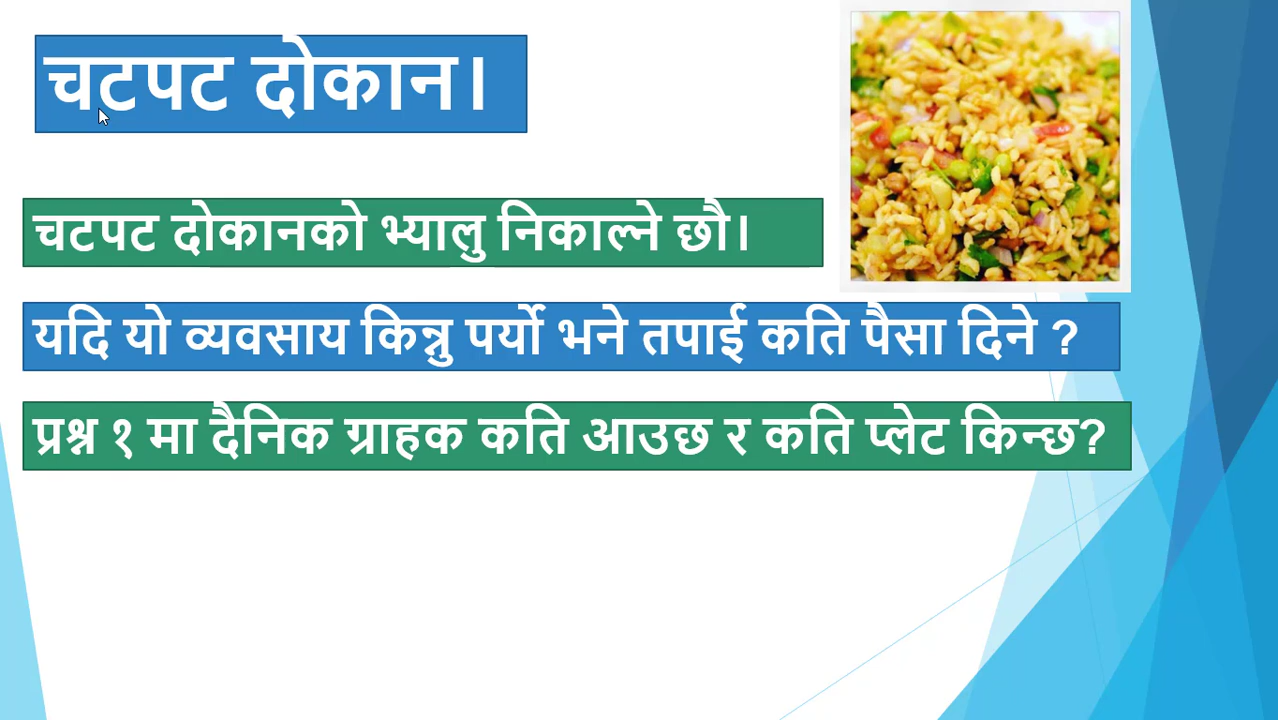 चटपट दोकान।
चटपट दोकानको भ्यालु निकाल्ने छौ।
यदि यो व्यवसाय किन्नु पर्यो भने तपाई कति पैसा दिने ?
प्रश्न १ मा दैनिक ग्राहक कति आउछ र कति प्लेट किन्छ?